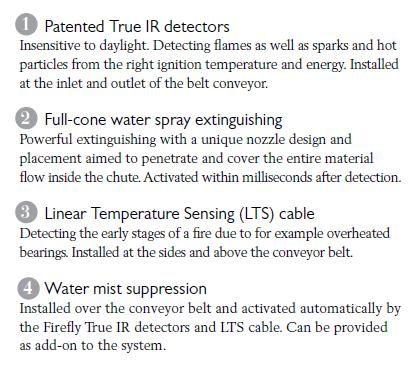 1 Patented True IR detectors
Insensitive to daylight. Detecting flames as well as sparks and hot
particles from the right ignition temperature and energy. Installed
at the inlet and outlet of the belt conveyor.
2 Full-cone water spray extinguishing
Powerful extinguishing with a unique nozzle design and
placement aimed to penetrate and cover the entire material
flow inside the chute. Activated within milliseconds after detection.
3 Linear Temperature Sensing (LTS) cable
Detecting the early stages of a fire due to for example overheated
bearings. Installed at the sides and above the conveyor belt.
4 Water mist suppression
Installed over the conveyor belt and activated automatically by
the Firefly True IR detectors and LTS cable. Can be provided
as add-on to the system.